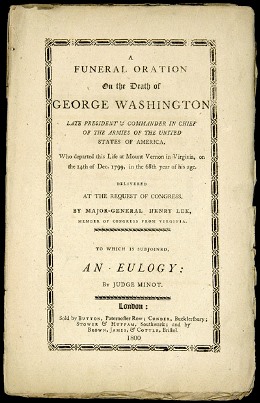 A
FUNERAL ORATION
On the Death of
GEORGE WASHINGTON
LATE PRESIDENT & COMMANDER IN CHIEF
OF THE ARMIES OF THE UNITED
STATES OF AMERICA,
Who departed this Life at Mount Vernon in Virginia, on
the 14th of Dec. 1799, in the 68th year of his age.
DELIVERED
AT THE REQUEST OF CONGRESS,
BY MAJOR-GENERAL HENRY LEE,
MEMBER OF CONGRESS FROM VIRGINIA.
TO WHICH IS SUBJOINED,
AN EULOGY:
BY JUDGE MINOT.
London:
Sold by BUTTON, Paternoster Row; CONDER, Bucklersbury;
STOWER & HUFFAM, Southwark; and by
BROWN, JAMES, & COTTLE, Bristol.
1800